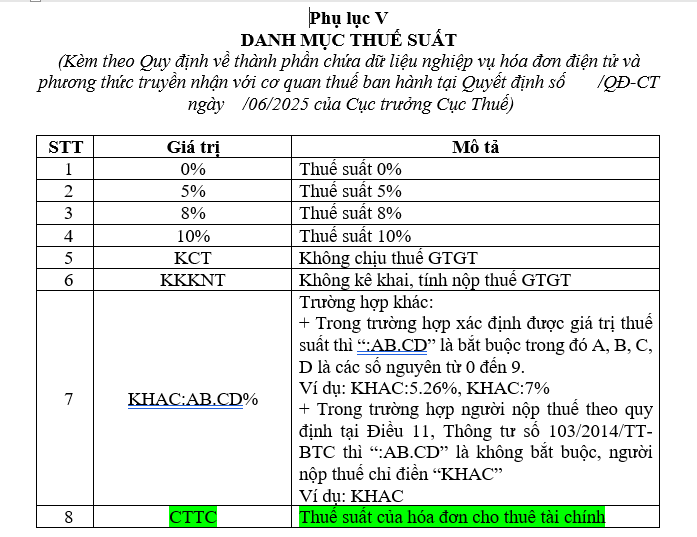 Phụ lục V
DANH MỤC THUẾ SUẤT
(Kèm theo Quy định về thành phần chứa dữ liệu nghiệp vụ hóa đơn điện tử và
phương thức truyền nhận với cơ quan thuế ban hành tại Quyết định số /QĐ-CT
ngày /06/2025 của Cục trưởng Cục Thuế)
STT Giá trị Mô tả
1 0% Thuế suất 0%
2 5% Thuế suất 5%
3 8% Thuế suất 8%
4 10% Thuế suất 10%
5 KCT Không chịu thuế GTGT
6 KKKNT Không kê khai, tính nộp thuế GTGT
7 KHAC:AB.CD% Trường hợp khác:
+ Trong trường hợp xác định được giá trị thuế
suất thì “:AB.CD” là bắt buộc trong đó A, B, C,
D là các số nguyên từ 0 đến 9.
Ví dụ: KHAC:5.26%, KHAC:7%
+ Trong trường hợp người nộp thuế theo quy
định tại Điều 11, Thông tư số 103/2014/TT-
BTC thì “:AB.CD” là không bắt buộc, người
nộp thuế chỉ điền “KHAC”
Ví dụ: KHAC
8 CTTC Thuế suất của hóa đơn cho thuê tài chính